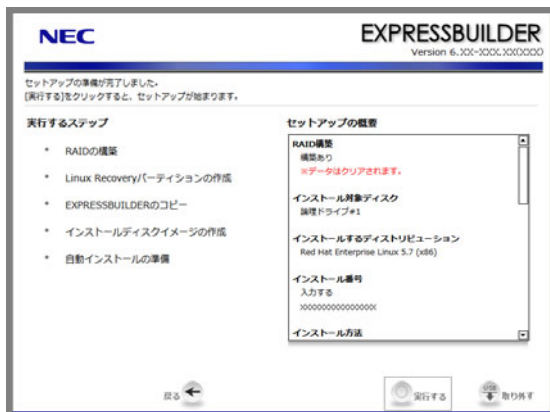 NEC
EXPRESSBUILDER
Version 6.XX-XXX.XX(XXX)
セットアップの準備が完了しました。
[実行する]をクリックすると、セットアップが始まります。
実行するステップ
* RAIDの構築
* Linux Recoveryパーティションの作成
* EXPRESSBUILDERのコピー
* インストールディスクイメージの作成
* 自動インストールの準備
セットアップの概要
RAID構築
構築あり
※データはクリアされます。
インストール対象ディスク
論理ドライブ#1
インストールするディストリビューション
Red Hat Enterprise Linux 5.7 (x86)
インストール番号
入力する
XXXXXXXXXXXXXXXX
インストール方法
戻る
実行する
USB
取り外す